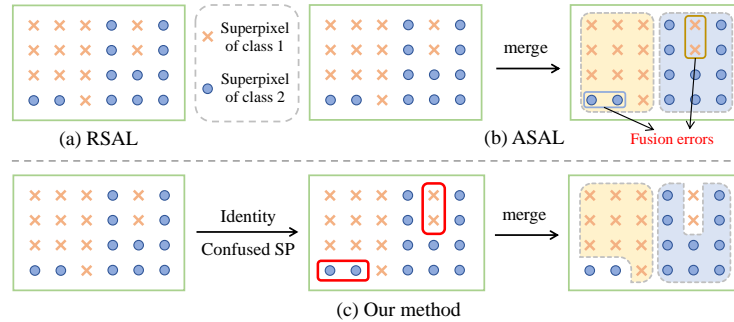 Superpixel
of class 1
Superpixel
of class 2
merge
(a) RSAL
(b) ASAL
Fusion errors
Identity
Confused SP
merge
(c) Our method